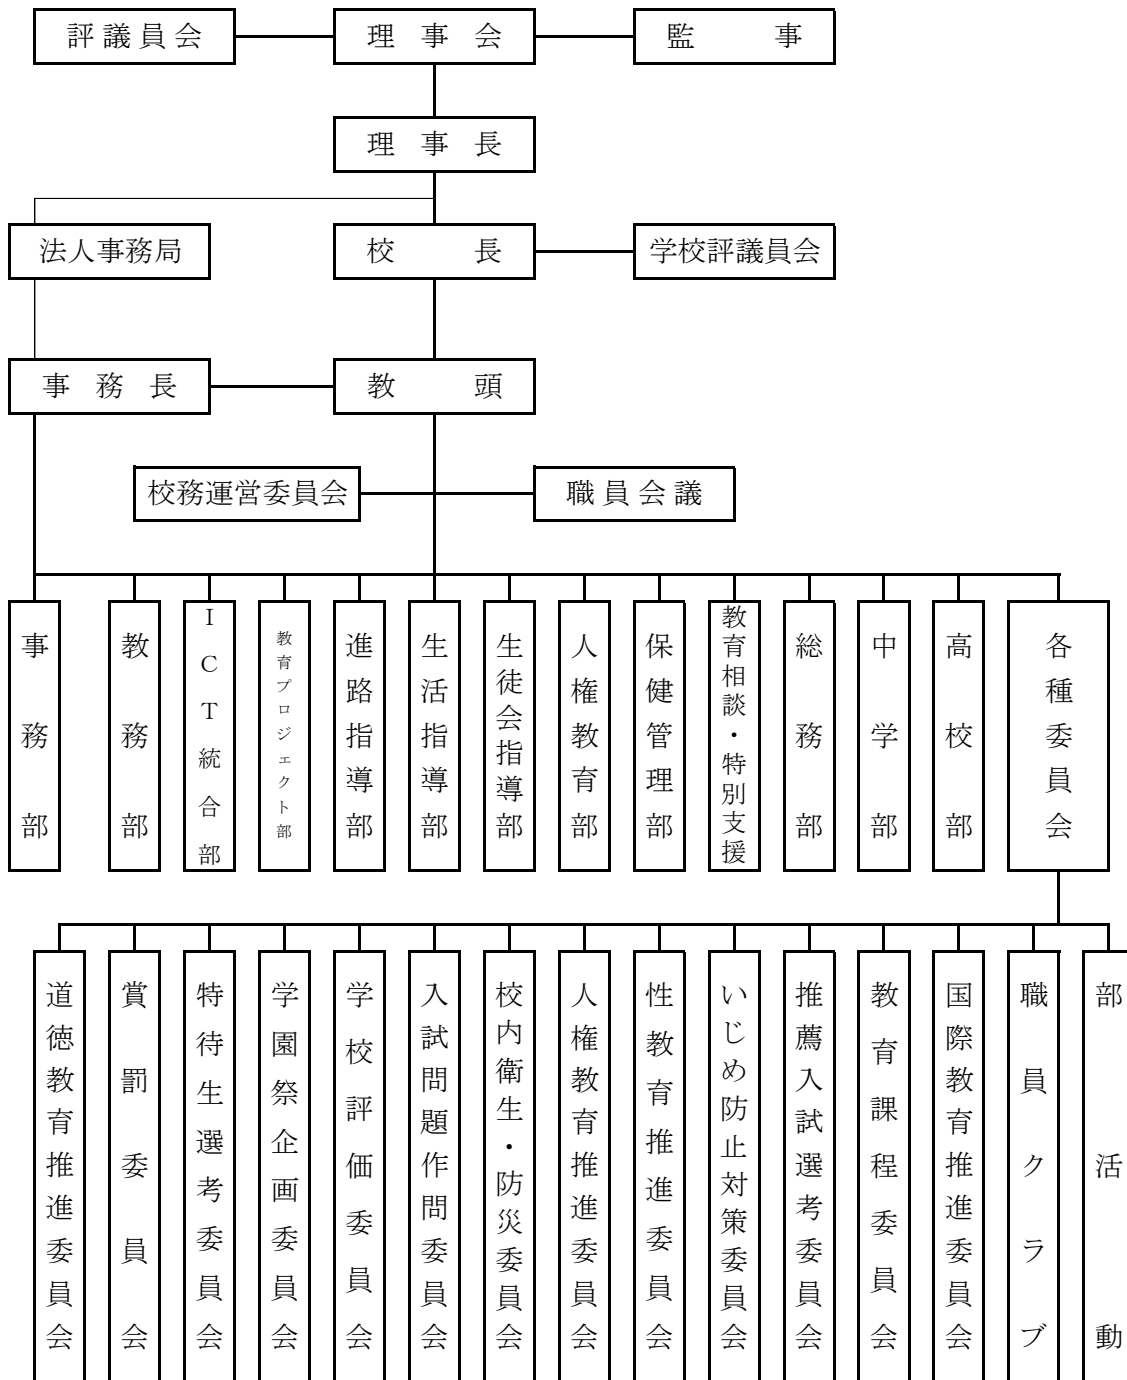 評議員会
理事会
監事
理事長
法人事務局
校長
学校評議員会
事務長
教頭
校務運営委員会
職員会議
事務部
教務部
ICT統合部
教育プロジェクト部
進路指導部
生活指導部
生徒会指導部
人権教育部
保健管理部
教育相談・特別支援
総務部
中学部
高校部
各種委員会
道徳教育推進委員会
賞罰委員会
特待生選考委員会
学園祭企画委員会
学校評価委員会
入試問題作問委員会
校内衛生・防災委員会
人権教育推進委員会
性教育推進委員会
いじめ防止対策委員会
推薦入試選考委員会
教育課程委員会
国際教育推進委員会
職員クラブ
部活動